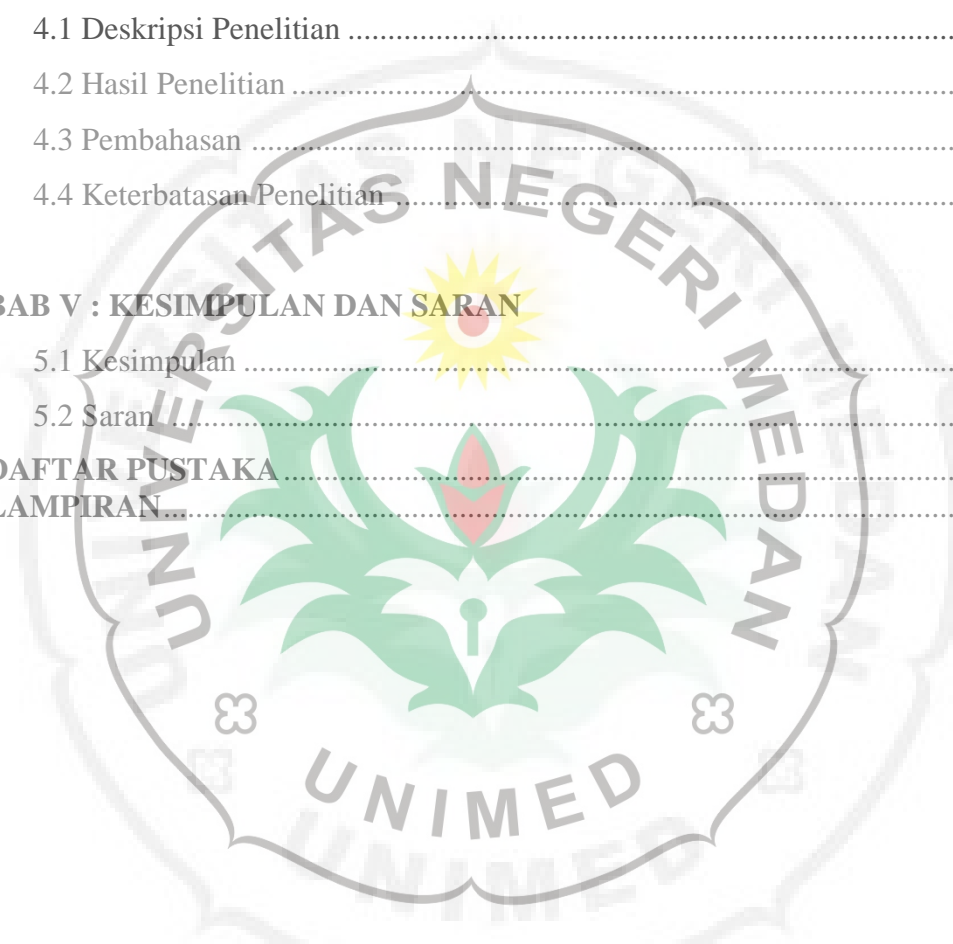 4.1 Deskripsi Penelitian ................................................................................
4.2 Hasil Penelitian ................................................................................
4.3 Pembahasan ................................................................................
4.4 Keterbatasan Penelitian ................................................................................
BAB V : KESIMPULAN DAN SARAN
5.1 Kesimpulan ................................................................................
5.2 Saran ................................................................................
DAFTAR PUSTAKA ................................................................................
LAMPIRAN ................................................................................
UNIVERSITAS NEGERI MEDAN
UNIMED